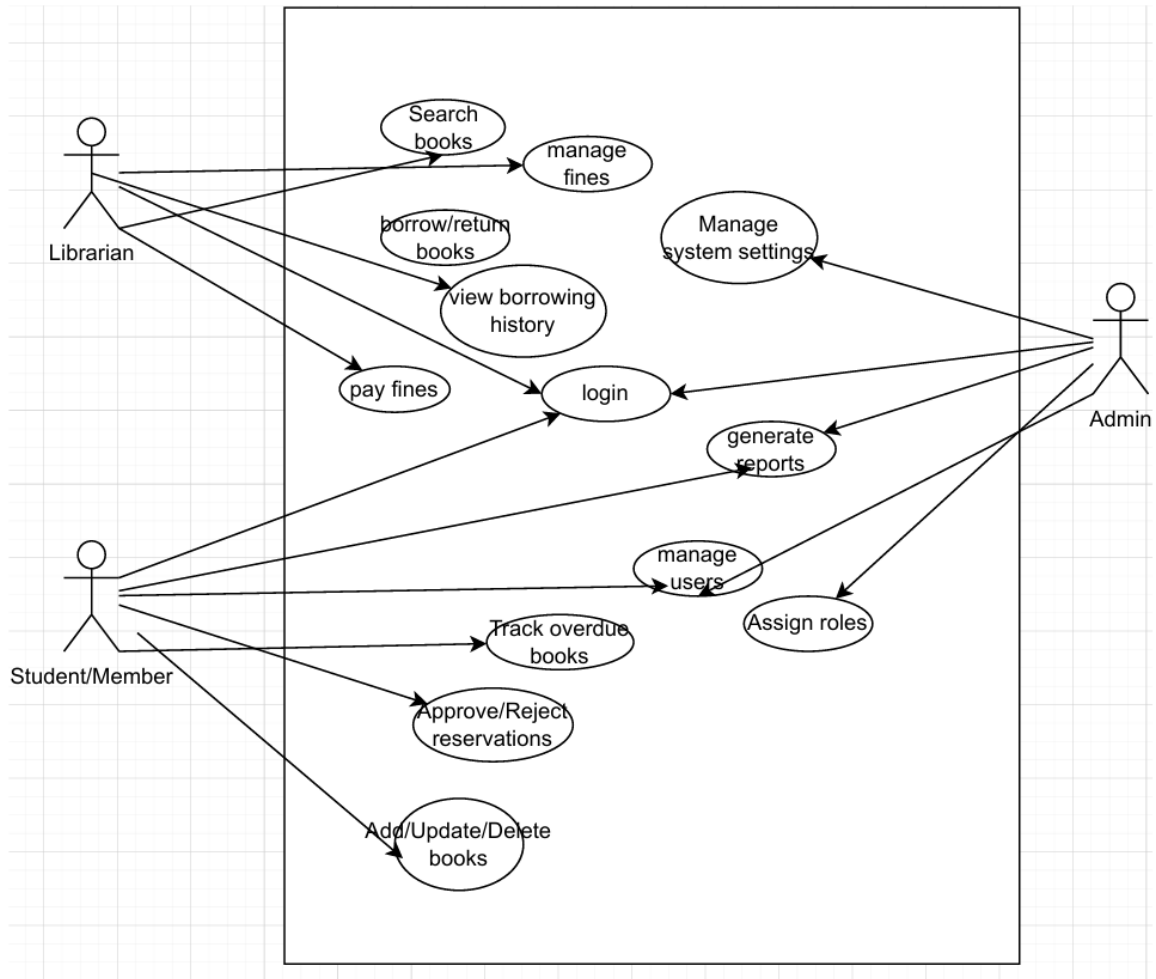 Search
books
manage
fines
Manage
system settings
borrow/return
books
Librarian
view borrowing
history
pay fines
login
Admin
generate
reports
manage
users
Assign roles
Track overdue
books
Student/Member
Approve/Reject
reservations
Add/Update/Delete
books